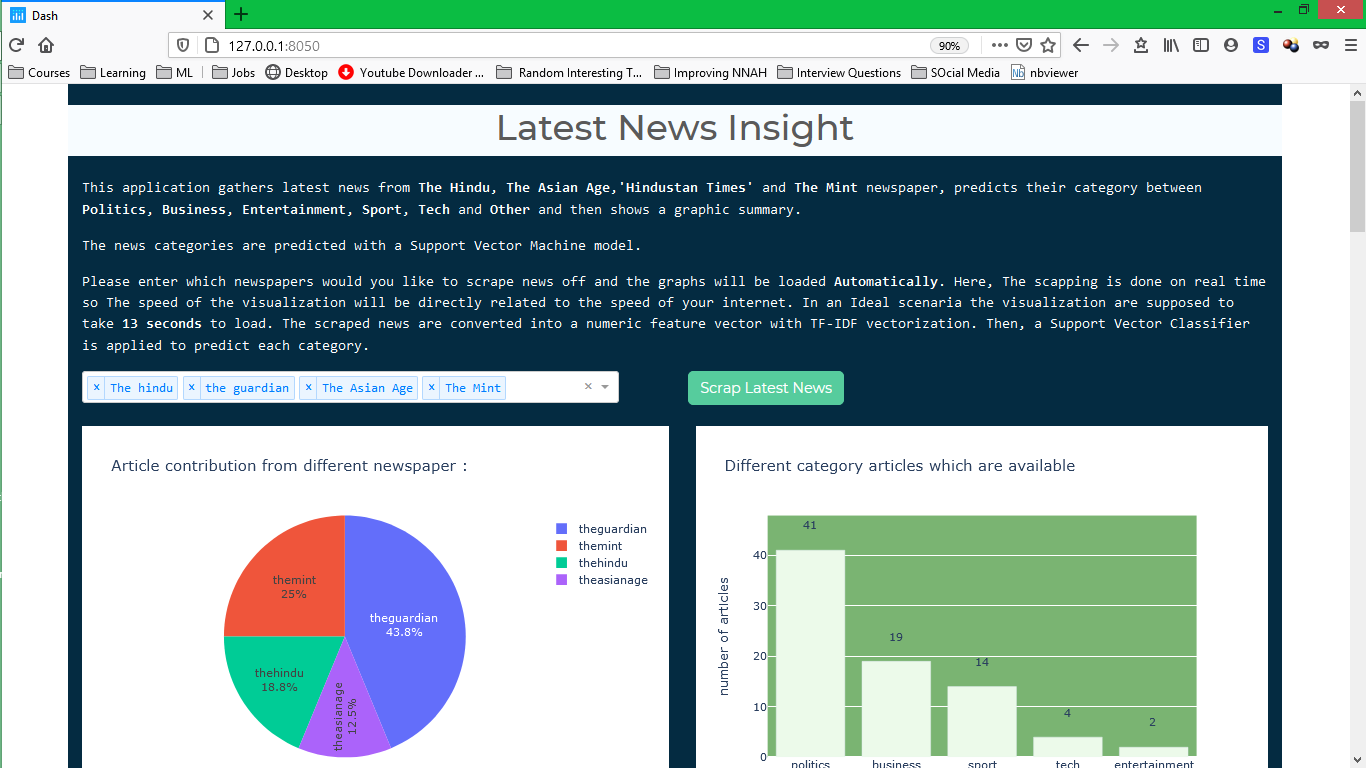 Dash
127.0.0.1:8050
90%
Courses Learning ML Jobs Desktop Youtube Downloader ... Random Interesting T... Improving NNAH Interview Questions SOcial Media nbviewer
Latest News Insight
This application gathers latest news from The Hindu, The Asian Age,'Hindustan Times' and The Mint newspaper, predicts their category between
Politics, Business, Entertainment, Sport, Tech and Other and then shows a graphic summary.
The news categories are predicted with a Support Vector Machine model.
Please enter which newspapers would you like to scrape news off and the graphs will be loaded Automatically. Here, The scapping is done on real time
so The speed of the visualization will be directly related to the speed of your internet. In an Ideal scenaria the visualization are supposed to
take 13 seconds to load. The scraped news are converted into a numeric feature vector with TF-IDF vectorization. Then, a Support Vector Classifier
is applied to predict each category.
× The hindu × the guardian × The Asian Age × The Mint ×
Scrap Latest News
Article contribution from different newspaper :
theguardian
themint
thehindu
theasianage
themint
25%
theguardian
43.8%
thehindu
18.8%
theasianage
12.5%
Different category articles which are available
number of articles
40
30
20
10
0
41
19
14
4
2
politics business sport tech entertainment